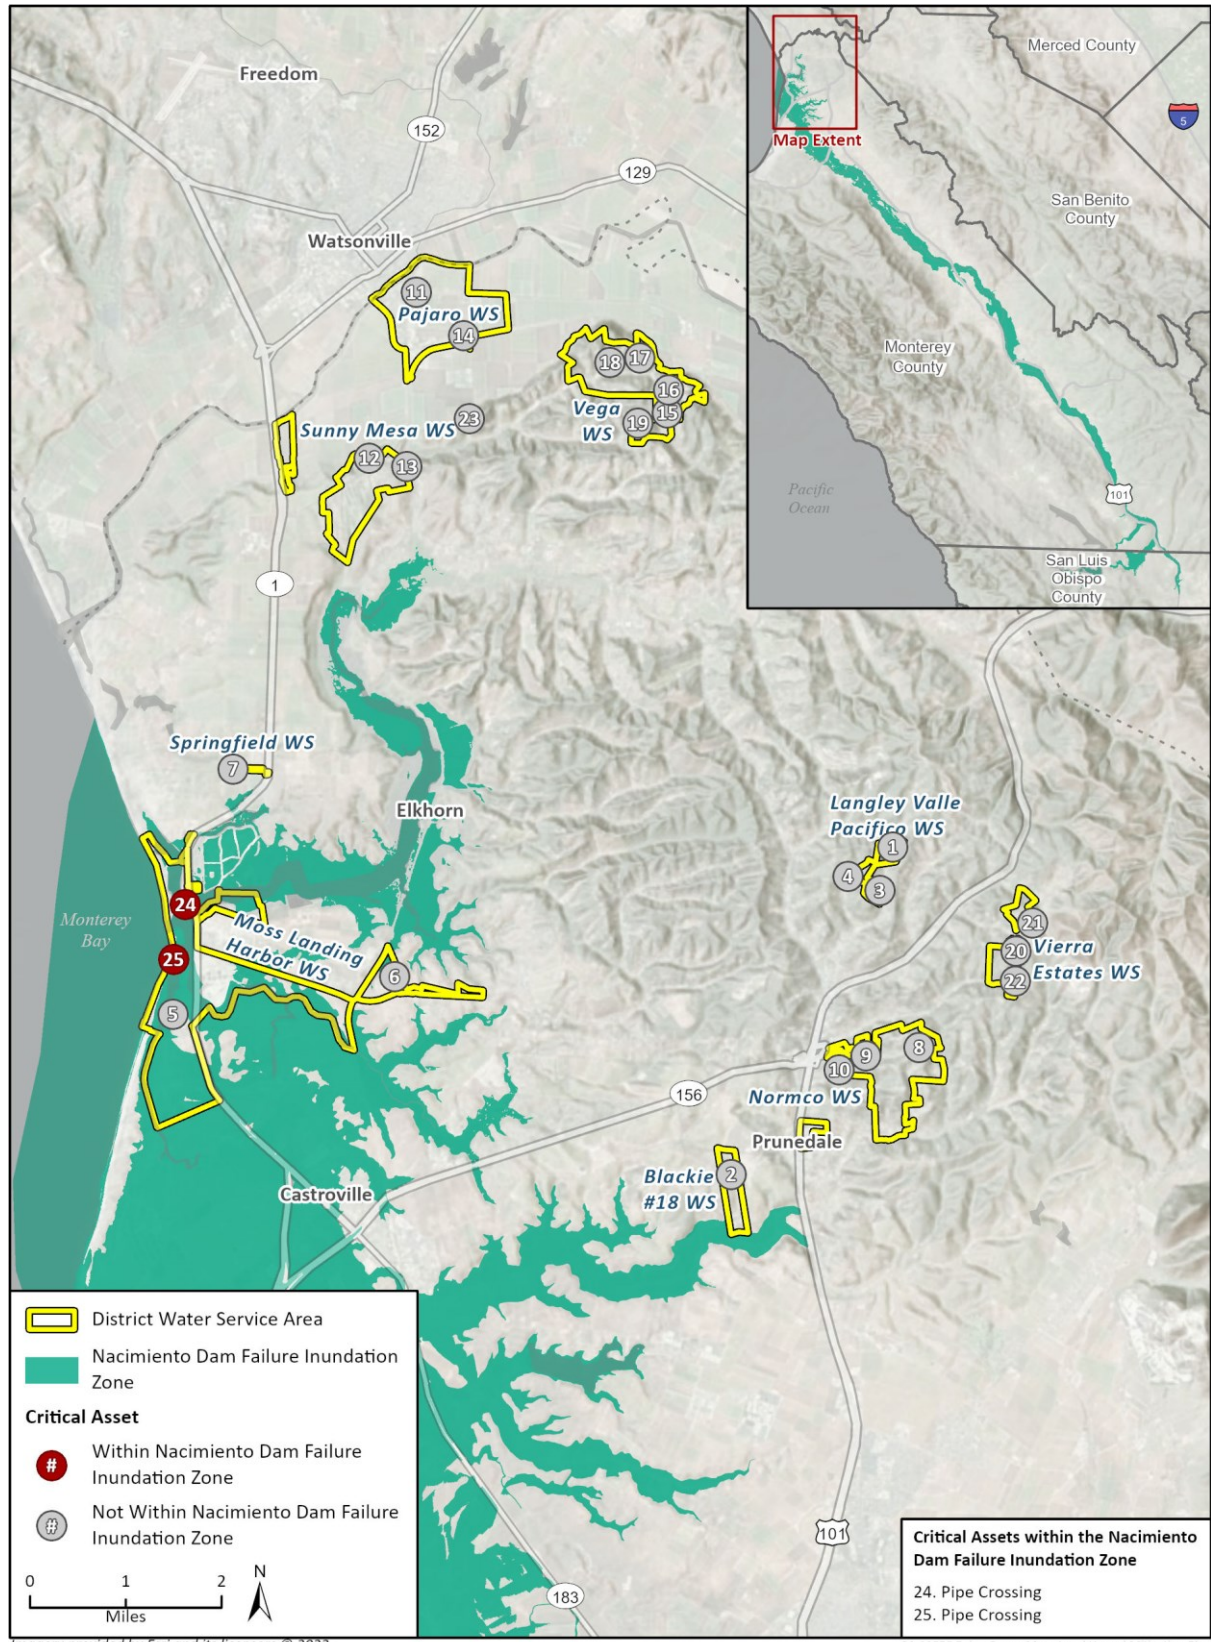 Freedom
152
129
Watsonville
11
Pajaro WS
14
18
17
16
15
19
Vega
WS
23
Sunny Mesa WS
12
13
1
Springfield WS
7
Elkhorn
Langley Valle
Pacifico WS
1
4
3
24
Monterey
Bay
25
Moss Landing
Harbor WS
6
5
21
20
Vierra
22
Estates WS
8
9
10
156
Normco WS
Prunedale
Blackie
#18 WS
2
Castroville
101
183
Merced County
5
Map Extent
San Benito
County
Monterey
County
Pacific
Ocean
101
San Luis
Obispo
County
District Water Service Area
Nacimiento Dam Failure Inundation
Zone
Critical Asset
# Within Nacimiento Dam Failure
Inundation Zone
# Not Within Nacimiento Dam Failure
Inundation Zone
0 1 2
Miles
N
Critical Assets within the Nacimiento
Dam Failure Inundation Zone
24. Pipe Crossing
25. Pipe Crossing